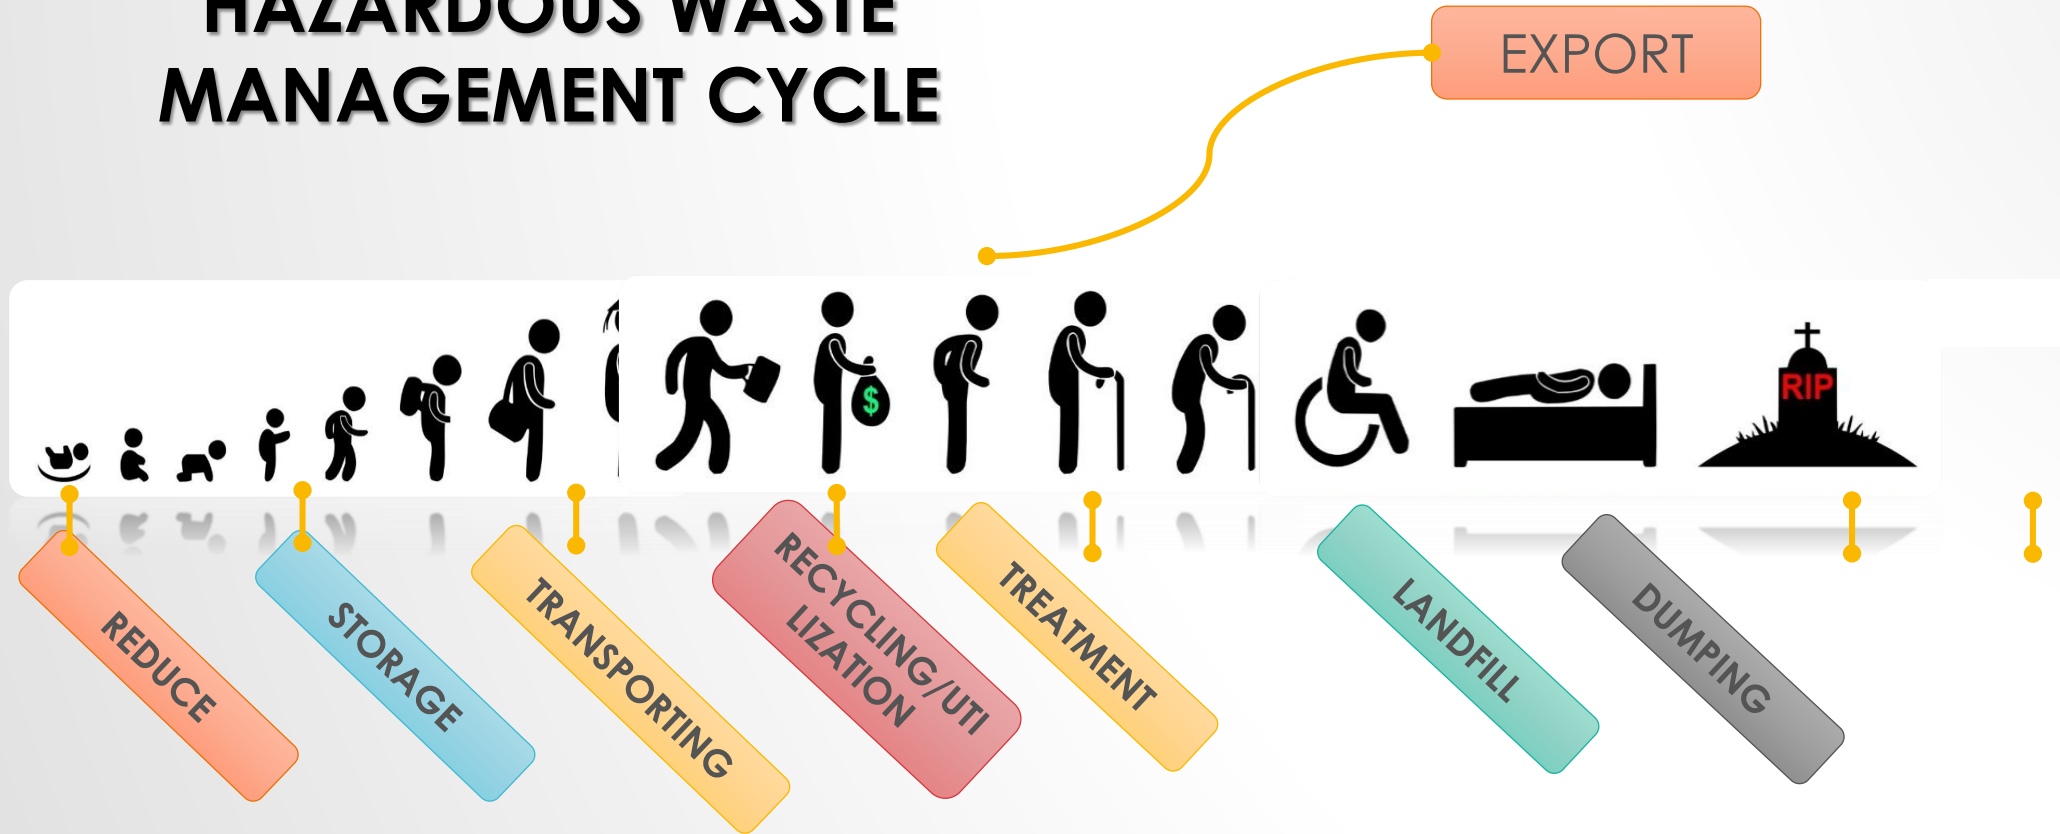 HAZARDOUS WASTE
MANAGEMENT CYCLE
EXPORT
$
RIP
REDUCE
STORAGE
TRANSPORTING
RECYCLING/UTI
LIZATION
TREATMENT
LANDFILL
DUMPING